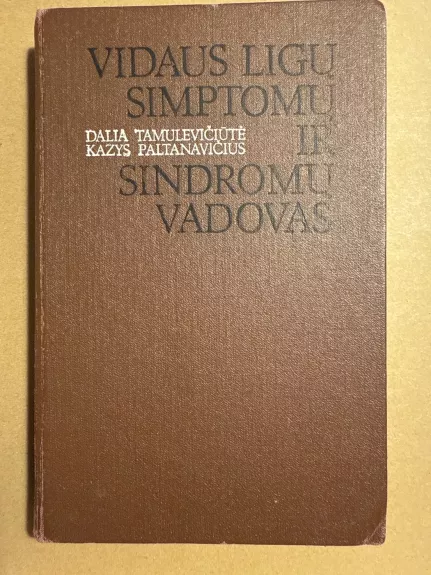 VIDAUS LIGŲ
SIMPTOMŲ
DALIA TAMULEVIČIŪTĖ
KAZYS PALTANAVIČIUS
IR
SINDROMŲ
VADOVAS